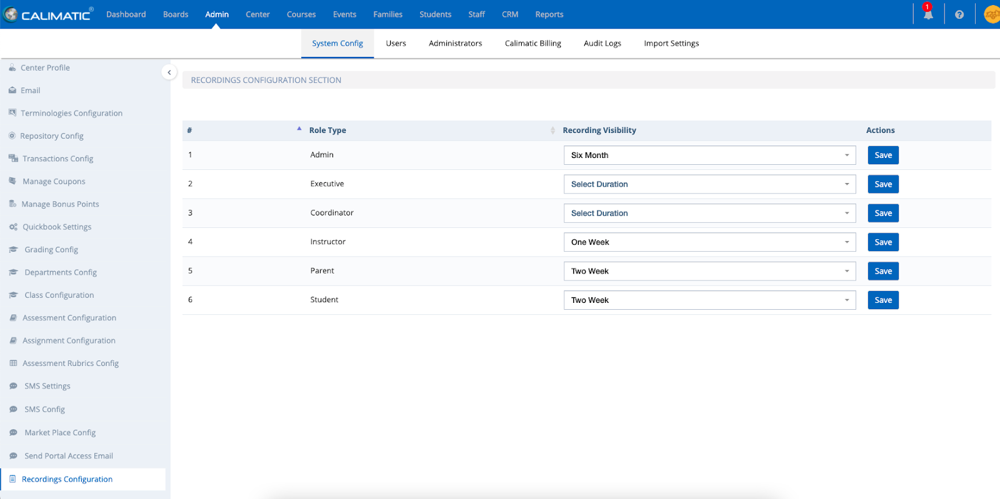 CALIMATIC®
Dashboard Boards Admin Center Courses Events Families Students Staff CRM Reports
1
?
System Config Users Administrators Calimatic Billing Audit Logs Import Settings
Center Profile
Email
Terminologies Configuration
Repository Config
Transactions Config
Manage Coupons
Manage Bonus Points
Quickbook Settings
Grading Config
Departments Config
Class Configuration
Assessment Configuration
Assignment Configuration
Assessment Rubrics Config
SMS Settings
SMS Config
Market Place Config
Send Portal Access Email
Recordings Configuration
RECORDINGS CONFIGURATION SECTION
# Role Type Recording Visibility Actions
1 Admin Six Month Save
2 Executive Select Duration Save
3 Coordinator Select Duration Save
4 Instructor One Week Save
5 Parent Two Week Save
6 Student Two Week Save